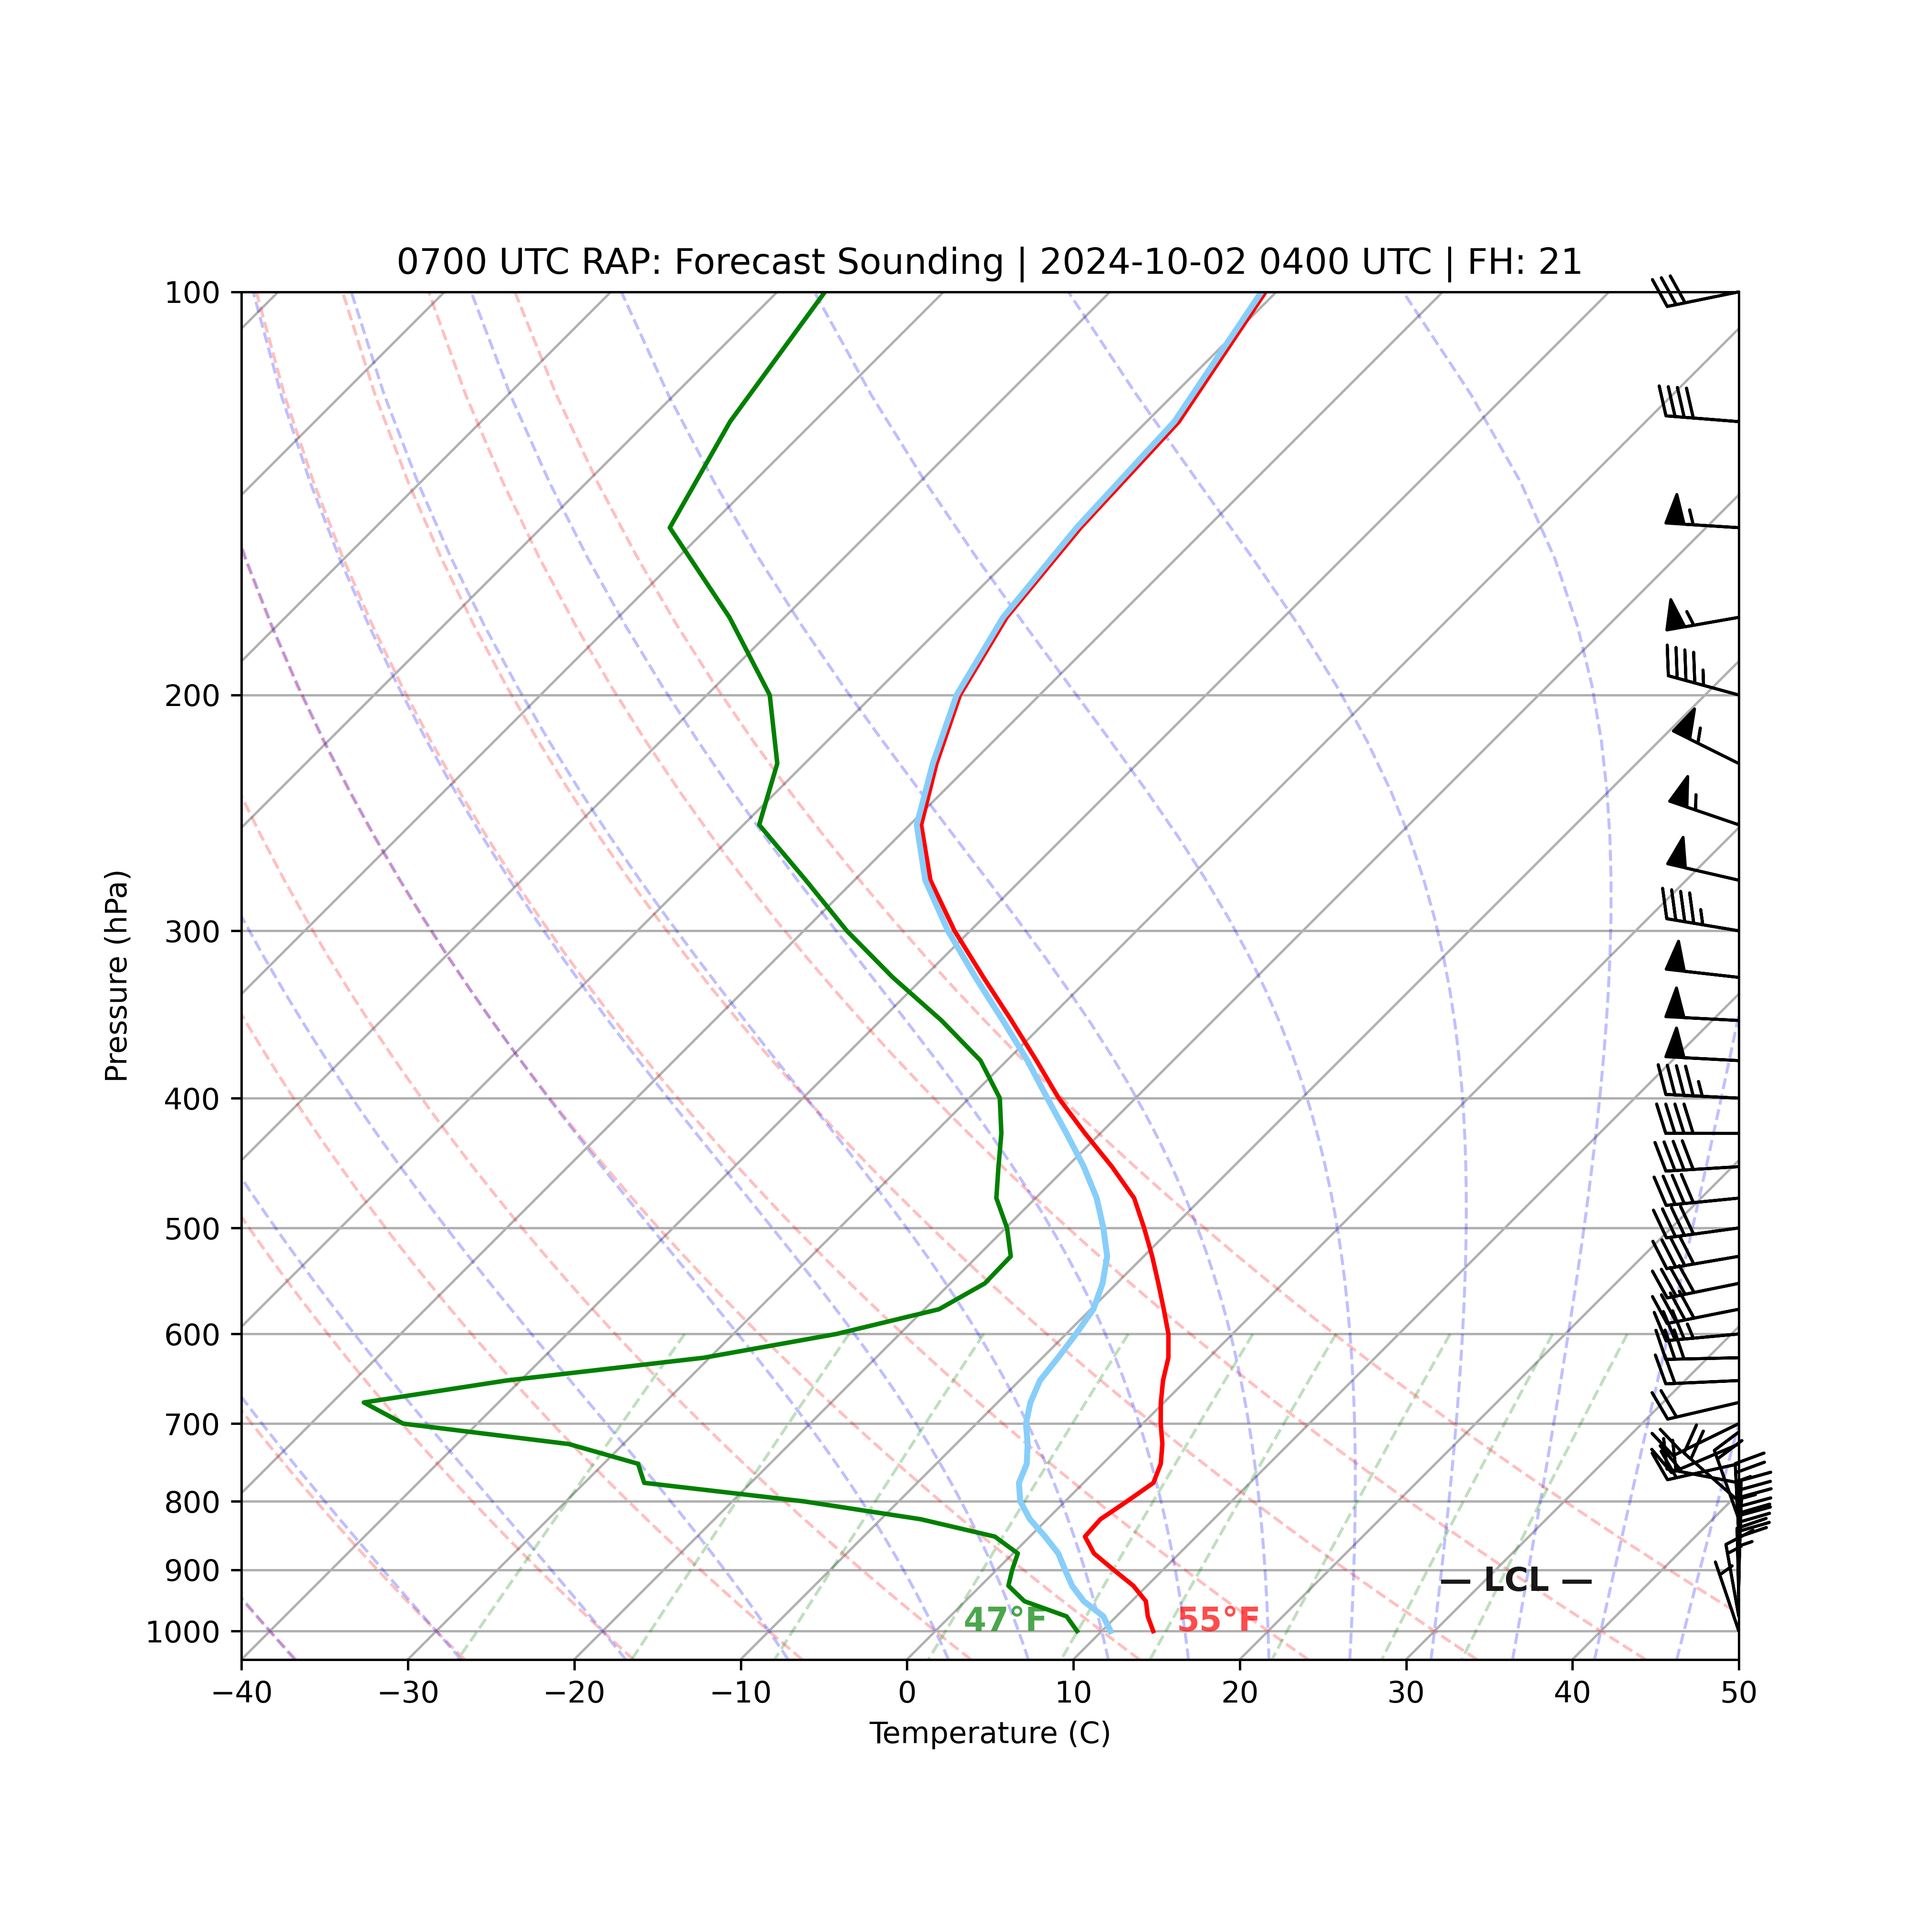 0700 UTC RAP: Forecast Sounding | 2024-10-02 0400 UTC | FH: 21
100
200
300
400
500
600
700
800
900
1000
Pressure (hPa)
— LCL —
47°F 55°F
−40 −30 −20 −10 0 10 20 30 40 50
Temperature (C)